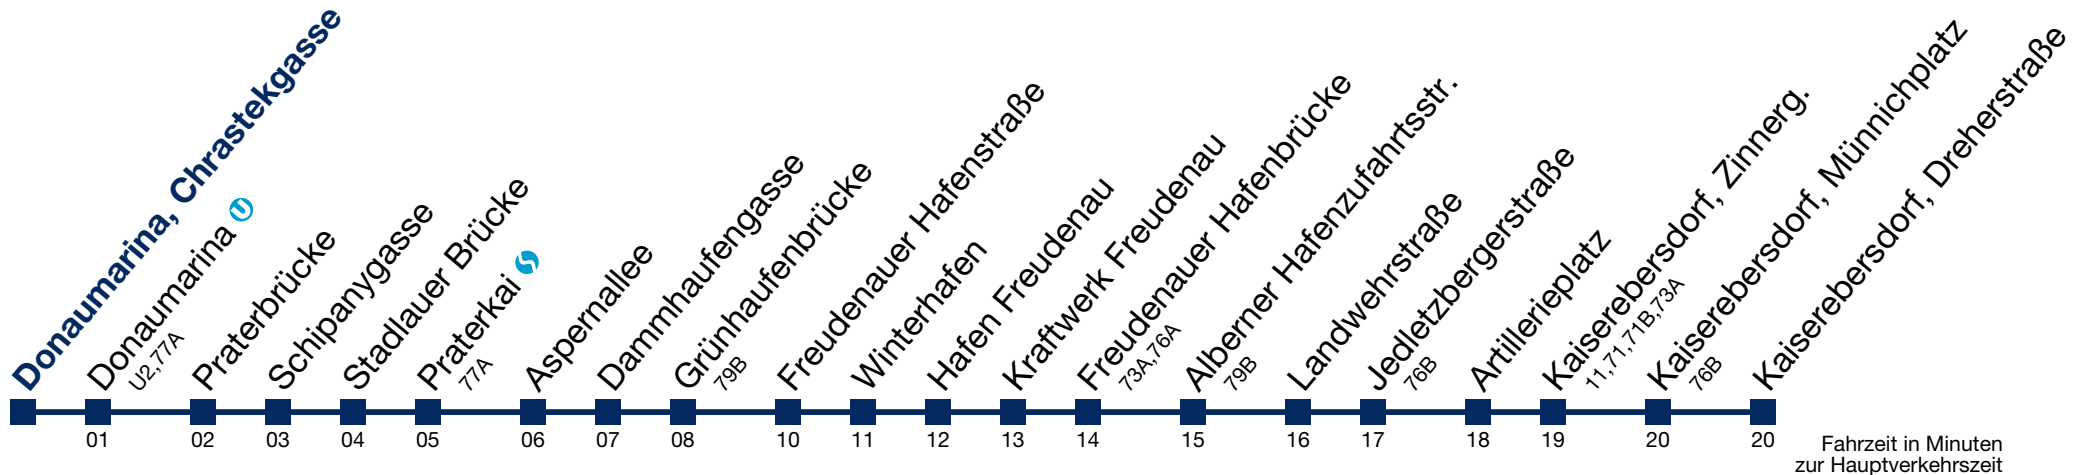 Donaumarina, Chrastekgasse
Donaumarina U
U2,77A
Praterbrücke
Schipanygasse
Stadlauer Brücke
Praterkai S
77A
Aspernallee
Dammhaufengasse
Grünhaufenbrücke
79B
Freudenauer Hafenstraße
Winterhafen
Hafen Freudenau
Kraftwerk Freudenau
Freudenauer Hafenbrücke
73A,76A
Alberner Hafenzufahrtsstr.
79B
Landwehrstraße
Jedletzbergerstraße
76B
Artillerieplatz
Kaiserebersdorf, Zinnerg.
11,71,71B,73A
Kaiserebersdorf, Münnichplatz
76B
Kaiserebersdorf, Dreherstraße
01 02 03 04 05 06 07 08 10 11 12 13 14 15 16 17 18 19 20 20
Fahrzeit in Minuten
zur Hauptverkehrszeit